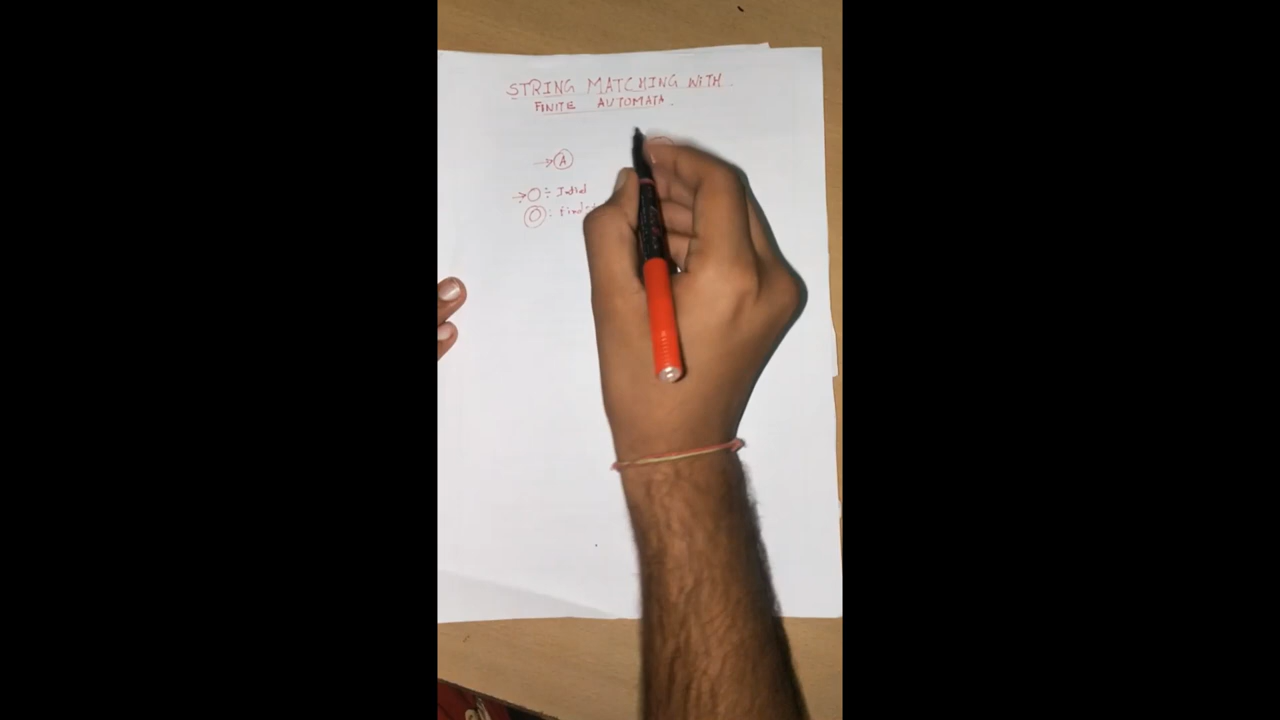 STRING MATCHING WITH
FINITE AUTOMATA.
A
: Initial
: